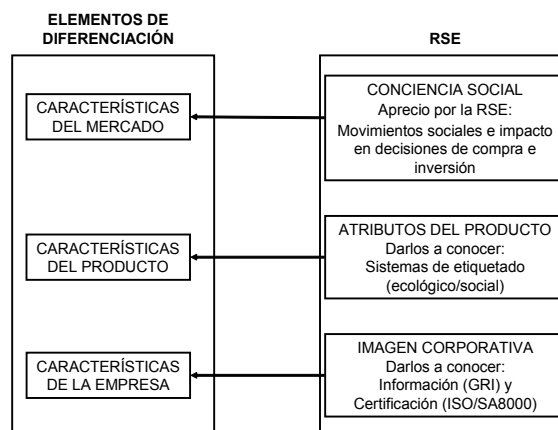 ELEMENTOS DE
DIFERENCIACIÓN
CARACTERÍSTICAS
DEL MERCADO
CARACTERÍSTICAS
DEL PRODUCTO
CARACTERÍSTICAS
DE LA EMPRESA
RSE
CONCIENCIA SOCIAL
Aprecio por la RSE:
Movimientos sociales e impacto
en decisiones de compra e
inversión
ATRIBUTOS DEL PRODUCTO
Darlos a conocer:
Sistemas de etiquetado
(ecológico/social)
IMAGEN CORPORATIVA
Darlos a conocer:
Información (GRI) y
Certificación (ISO/SA8000)